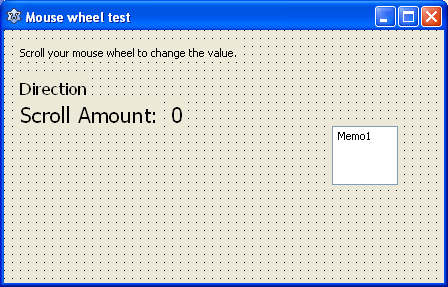 Mouse wheel test
Scroll your mouse wheel to change the value.
Direction
Scroll Amount: 0
Memo1